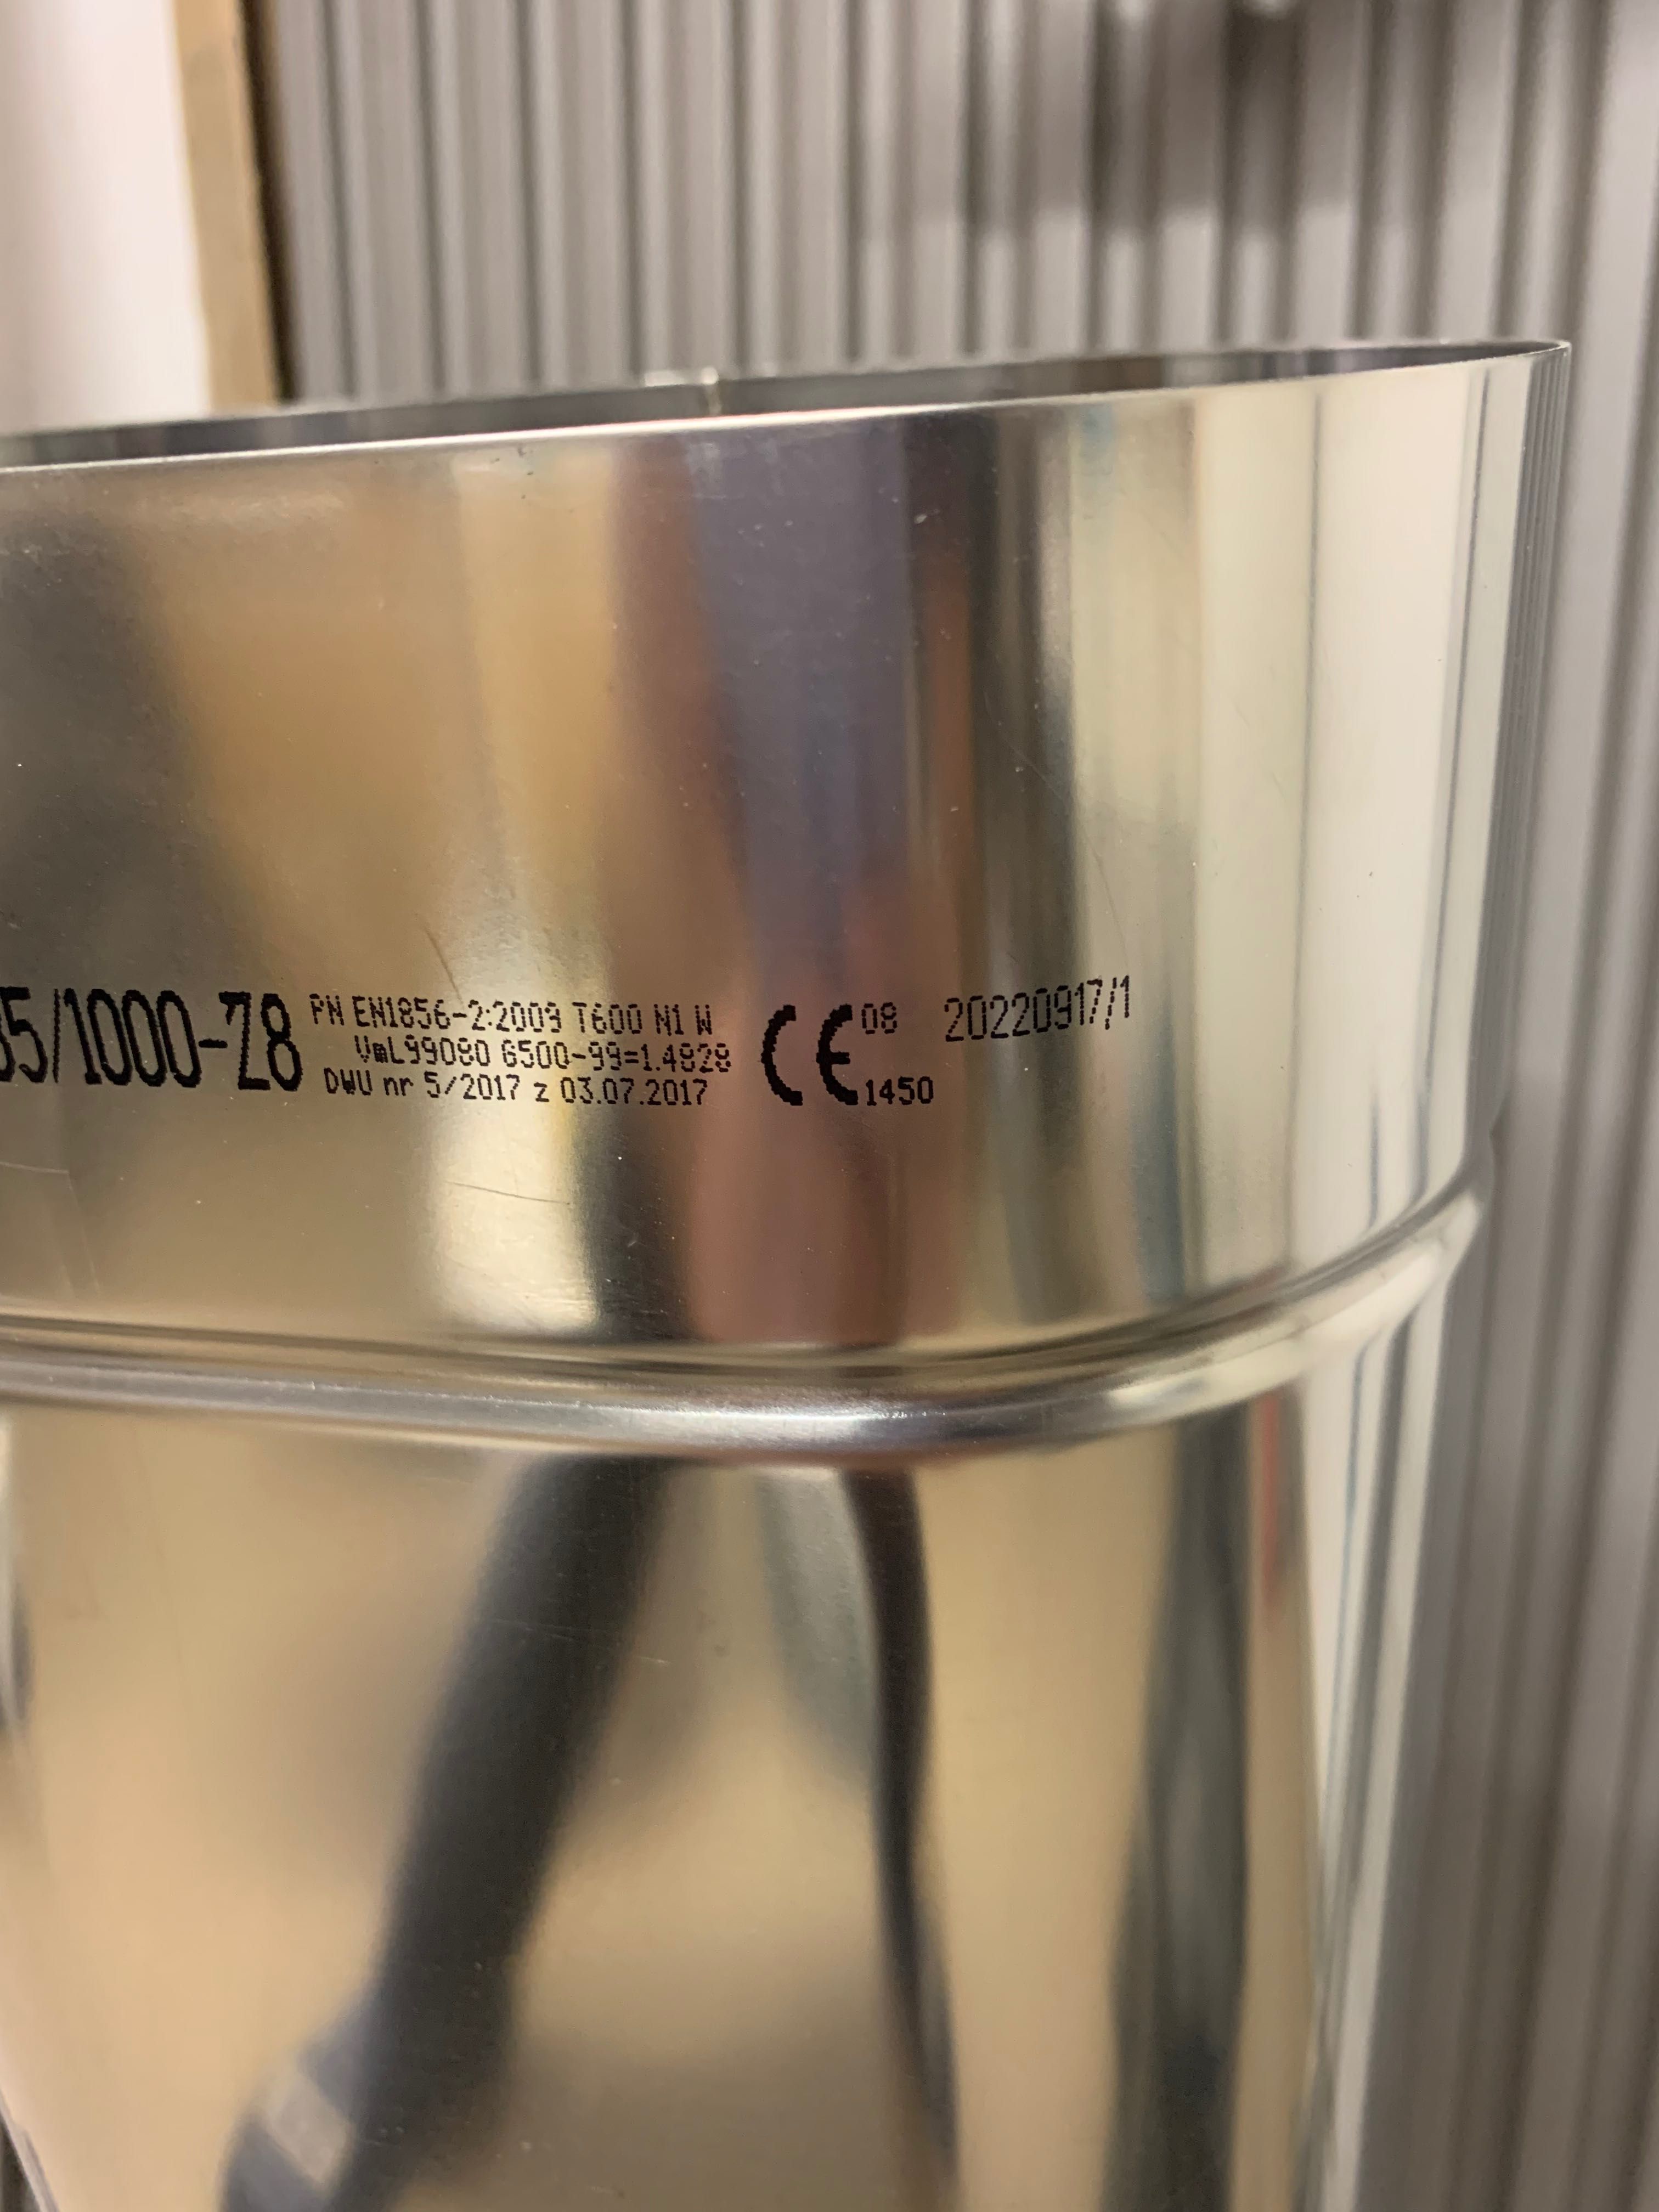 35/1000-Z8
PN EN1856-2:2009 T600 N1 W
VmL99080 G500-99=1.4828
DWU nr 5/2017 z 03.07.2017
CE 08
1450
20220917/1